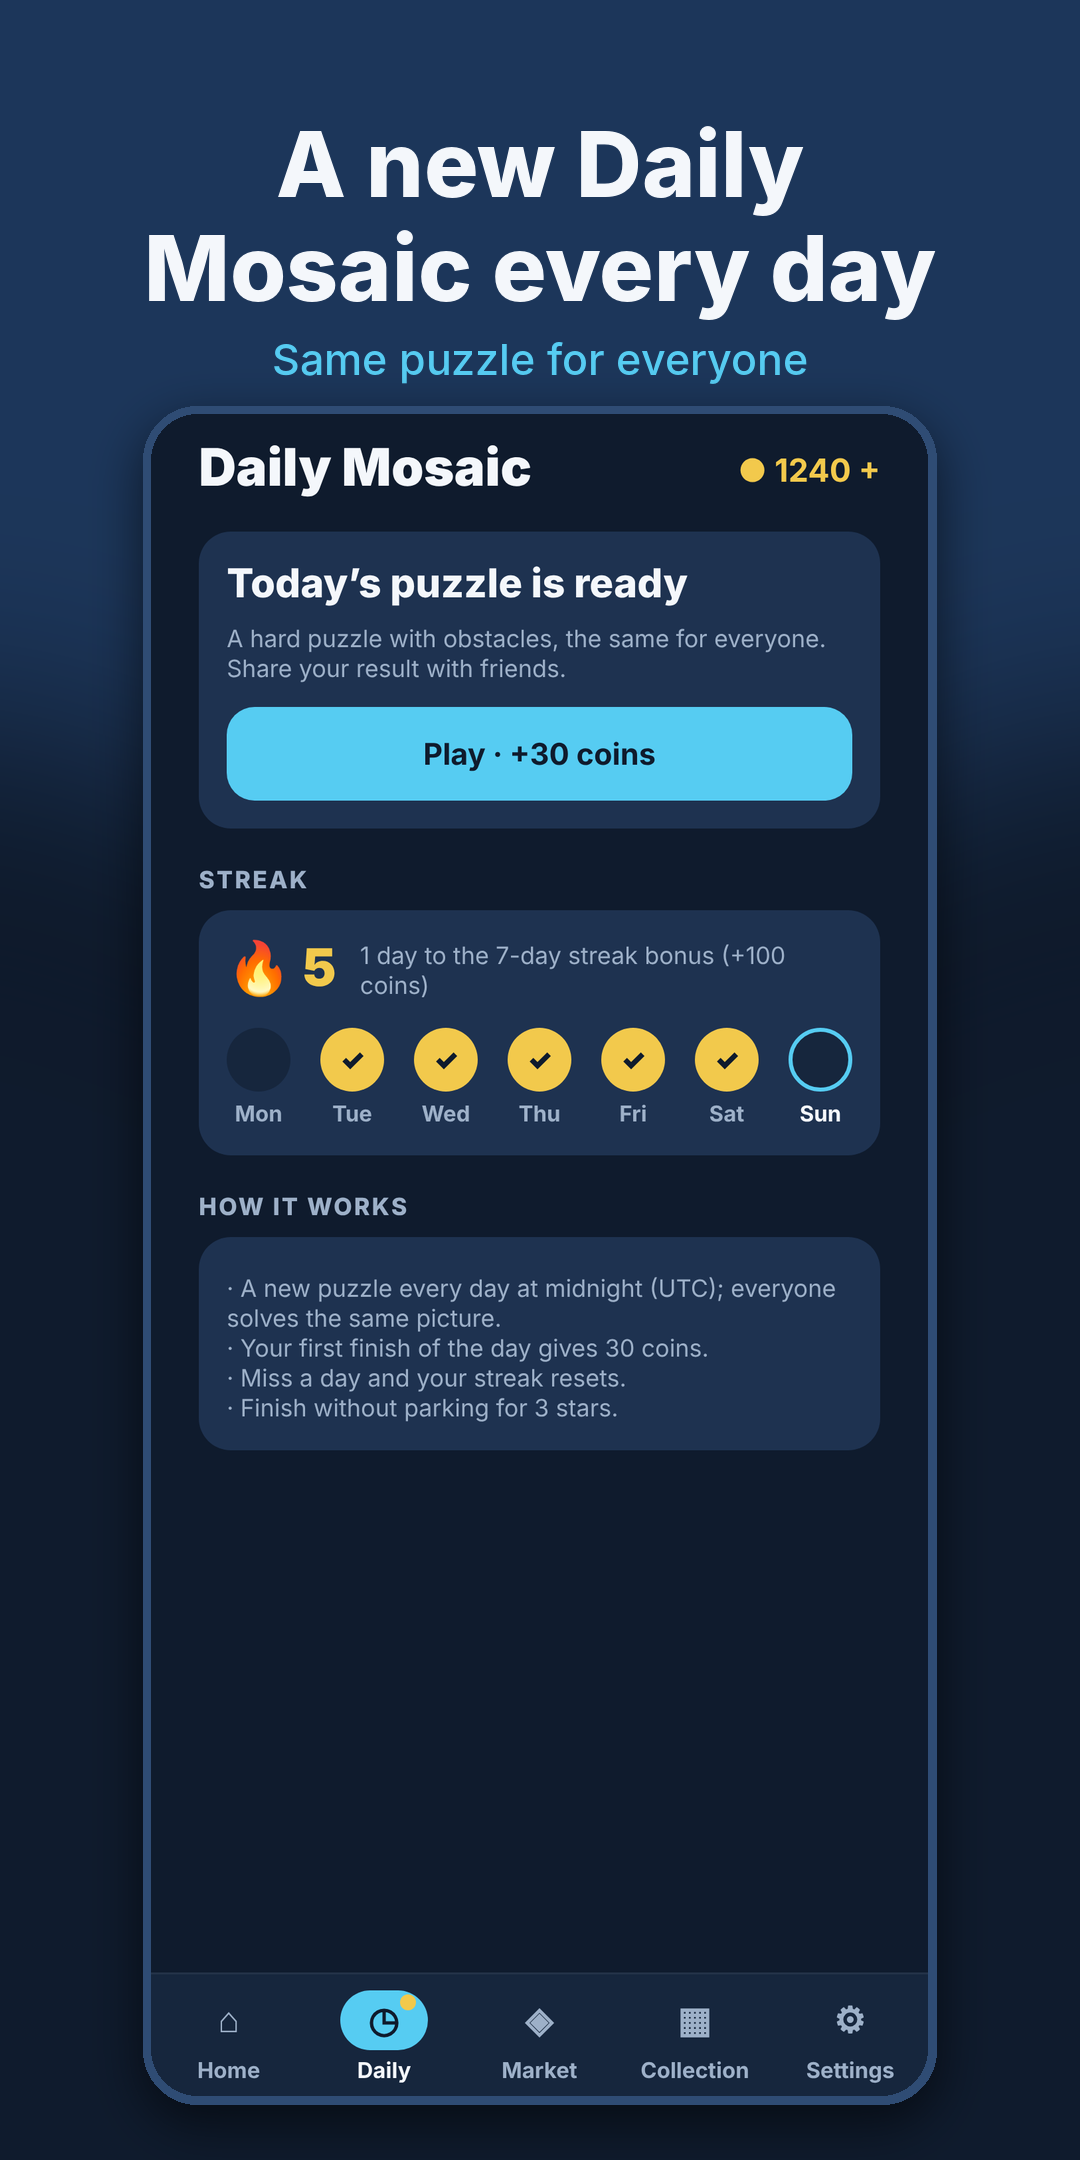 A new Daily
Mosaic every day
Same puzzle for everyone
Daily Mosaic
1240 +
Today’s puzzle is ready
A hard puzzle with obstacles, the same for everyone.
Share your result with friends.
Play · +30 coins
STREAK
5
1 day to the 7-day streak bonus (+100
coins)
Mon Tue Wed Thu Fri Sat Sun
HOW IT WORKS
· A new puzzle every day at midnight (UTC); everyone
solves the same picture.
· Your first finish of the day gives 30 coins.
· Miss a day and your streak resets.
· Finish without parking for 3 stars.
Home Daily Market Collection Settings